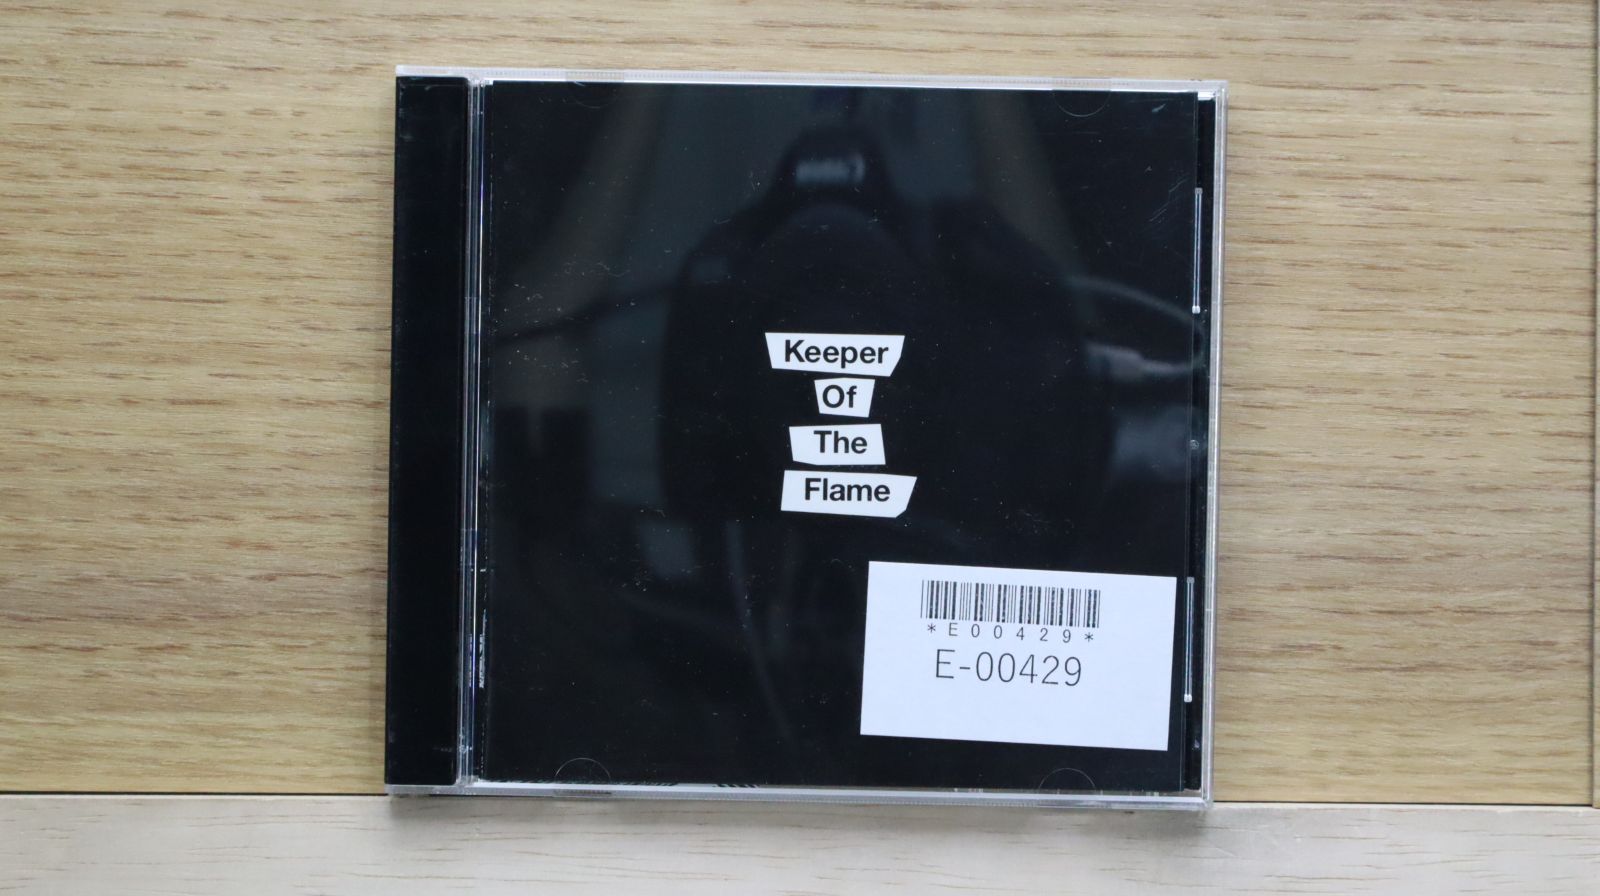 Keeper
Of
The
Flame
*E00429*
E-00429